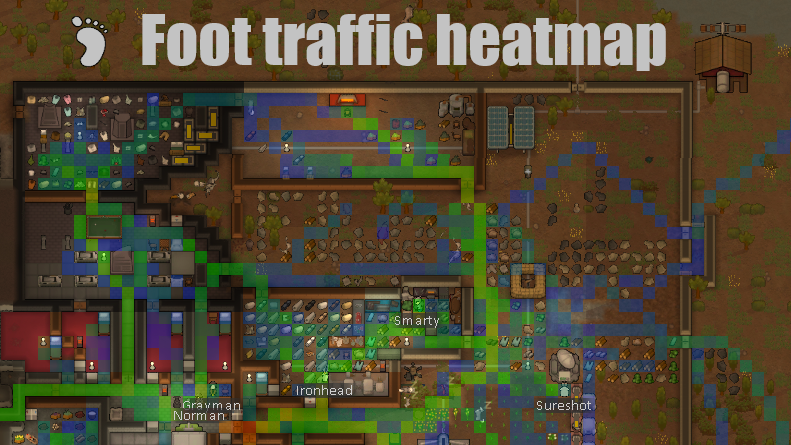 Foot traffic heatmap
Smarty
Ironhead
Grayman
Sureshot
Norman